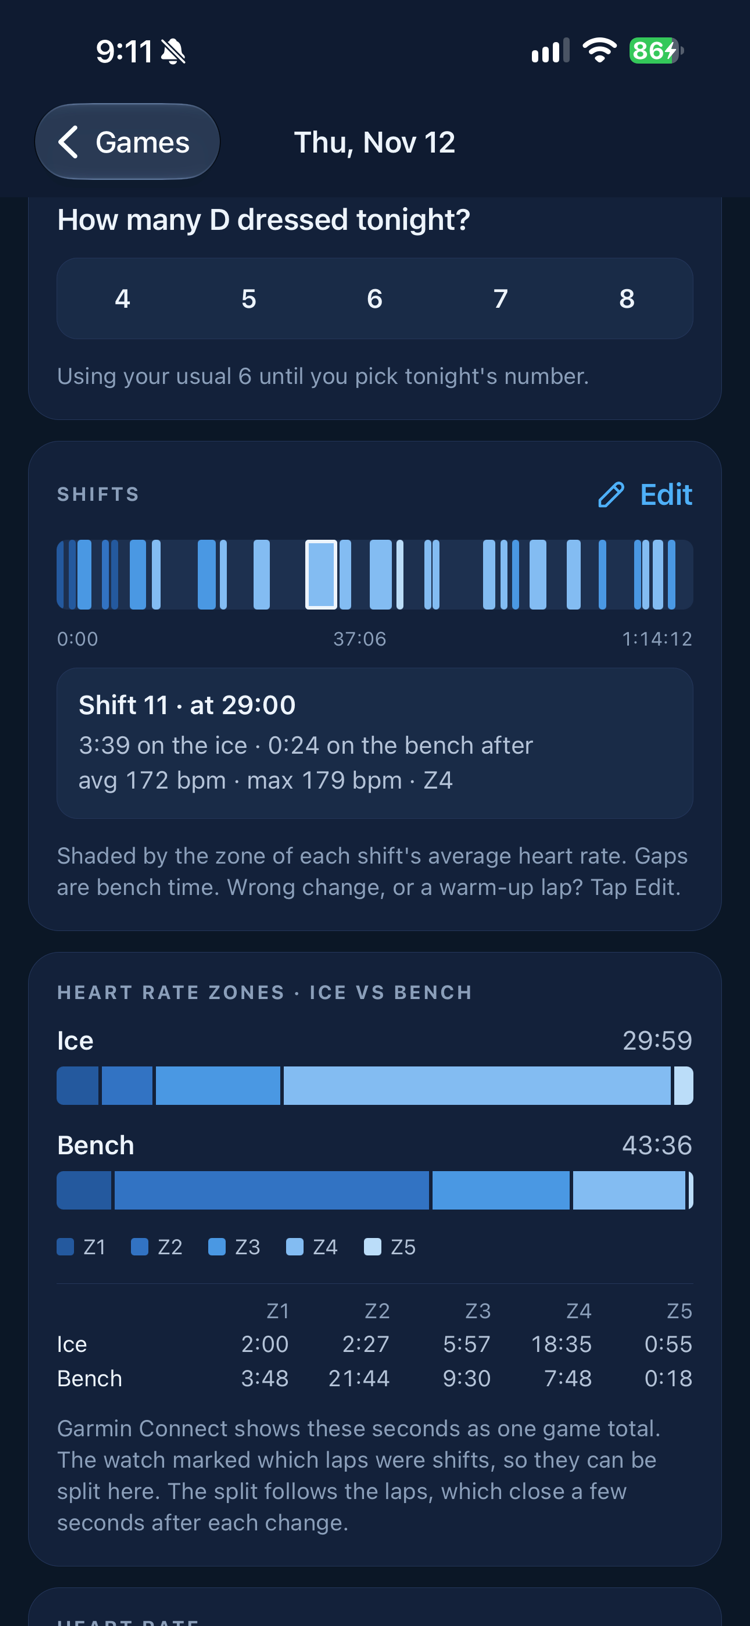 9:11
86
Games
Thu, Nov 12
How many D dressed tonight?
4 5 6 7 8
Using your usual 6 until you pick tonight's number.
SHIFTS
Edit
0:00 37:06 1:14:12
Shift 11 · at 29:00
3:39 on the ice · 0:24 on the bench after
avg 172 bpm · max 179 bpm · Z4
Shaded by the zone of each shift's average heart rate. Gaps
are bench time. Wrong change, or a warm-up lap? Tap Edit.
HEART RATE ZONES · ICE VS BENCH
Ice 29:59
Bench 43:36
Z1 Z2 Z3 Z4 Z5
Z1 Z2 Z3 Z4 Z5
Ice 2:00 2:27 5:57 18:35 0:55
Bench 3:48 21:44 9:30 7:48 0:18
Garmin Connect shows these seconds as one game total.
The watch marked which laps were shifts, so they can be
split here. The split follows the laps, which close a few
seconds after each change.
HEART RATE